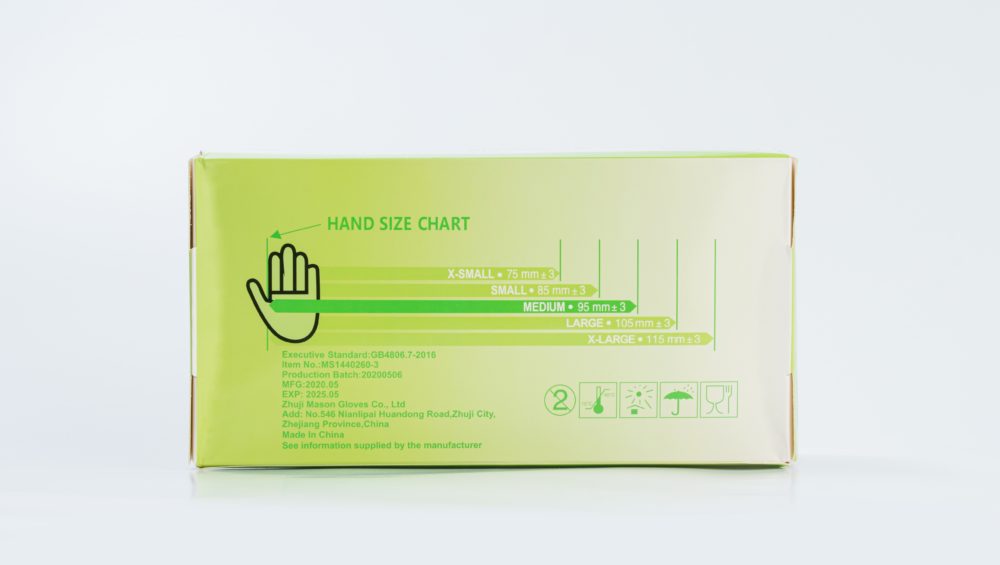 HAND SIZE CHART
X-SMALL • 75 mm ± 3
SMALL • 85 mm ± 3
MEDIUM • 95 mm ± 3
LARGE • 105 mm ± 3
X-LARGE • 115 mm ± 3
Executive Standard:GB4806.7-2016
Item No.:MS1440260-3
Production Batch:20200506
MFG:2020.05
EXP: 2025.05
Zhuji Mason Gloves Co., Ltd
Add: No.546 Nianlipai Huandong Road,Zhuji City,
Zhejiang Province,China
Made In China
See information supplied by the manufacturer
2